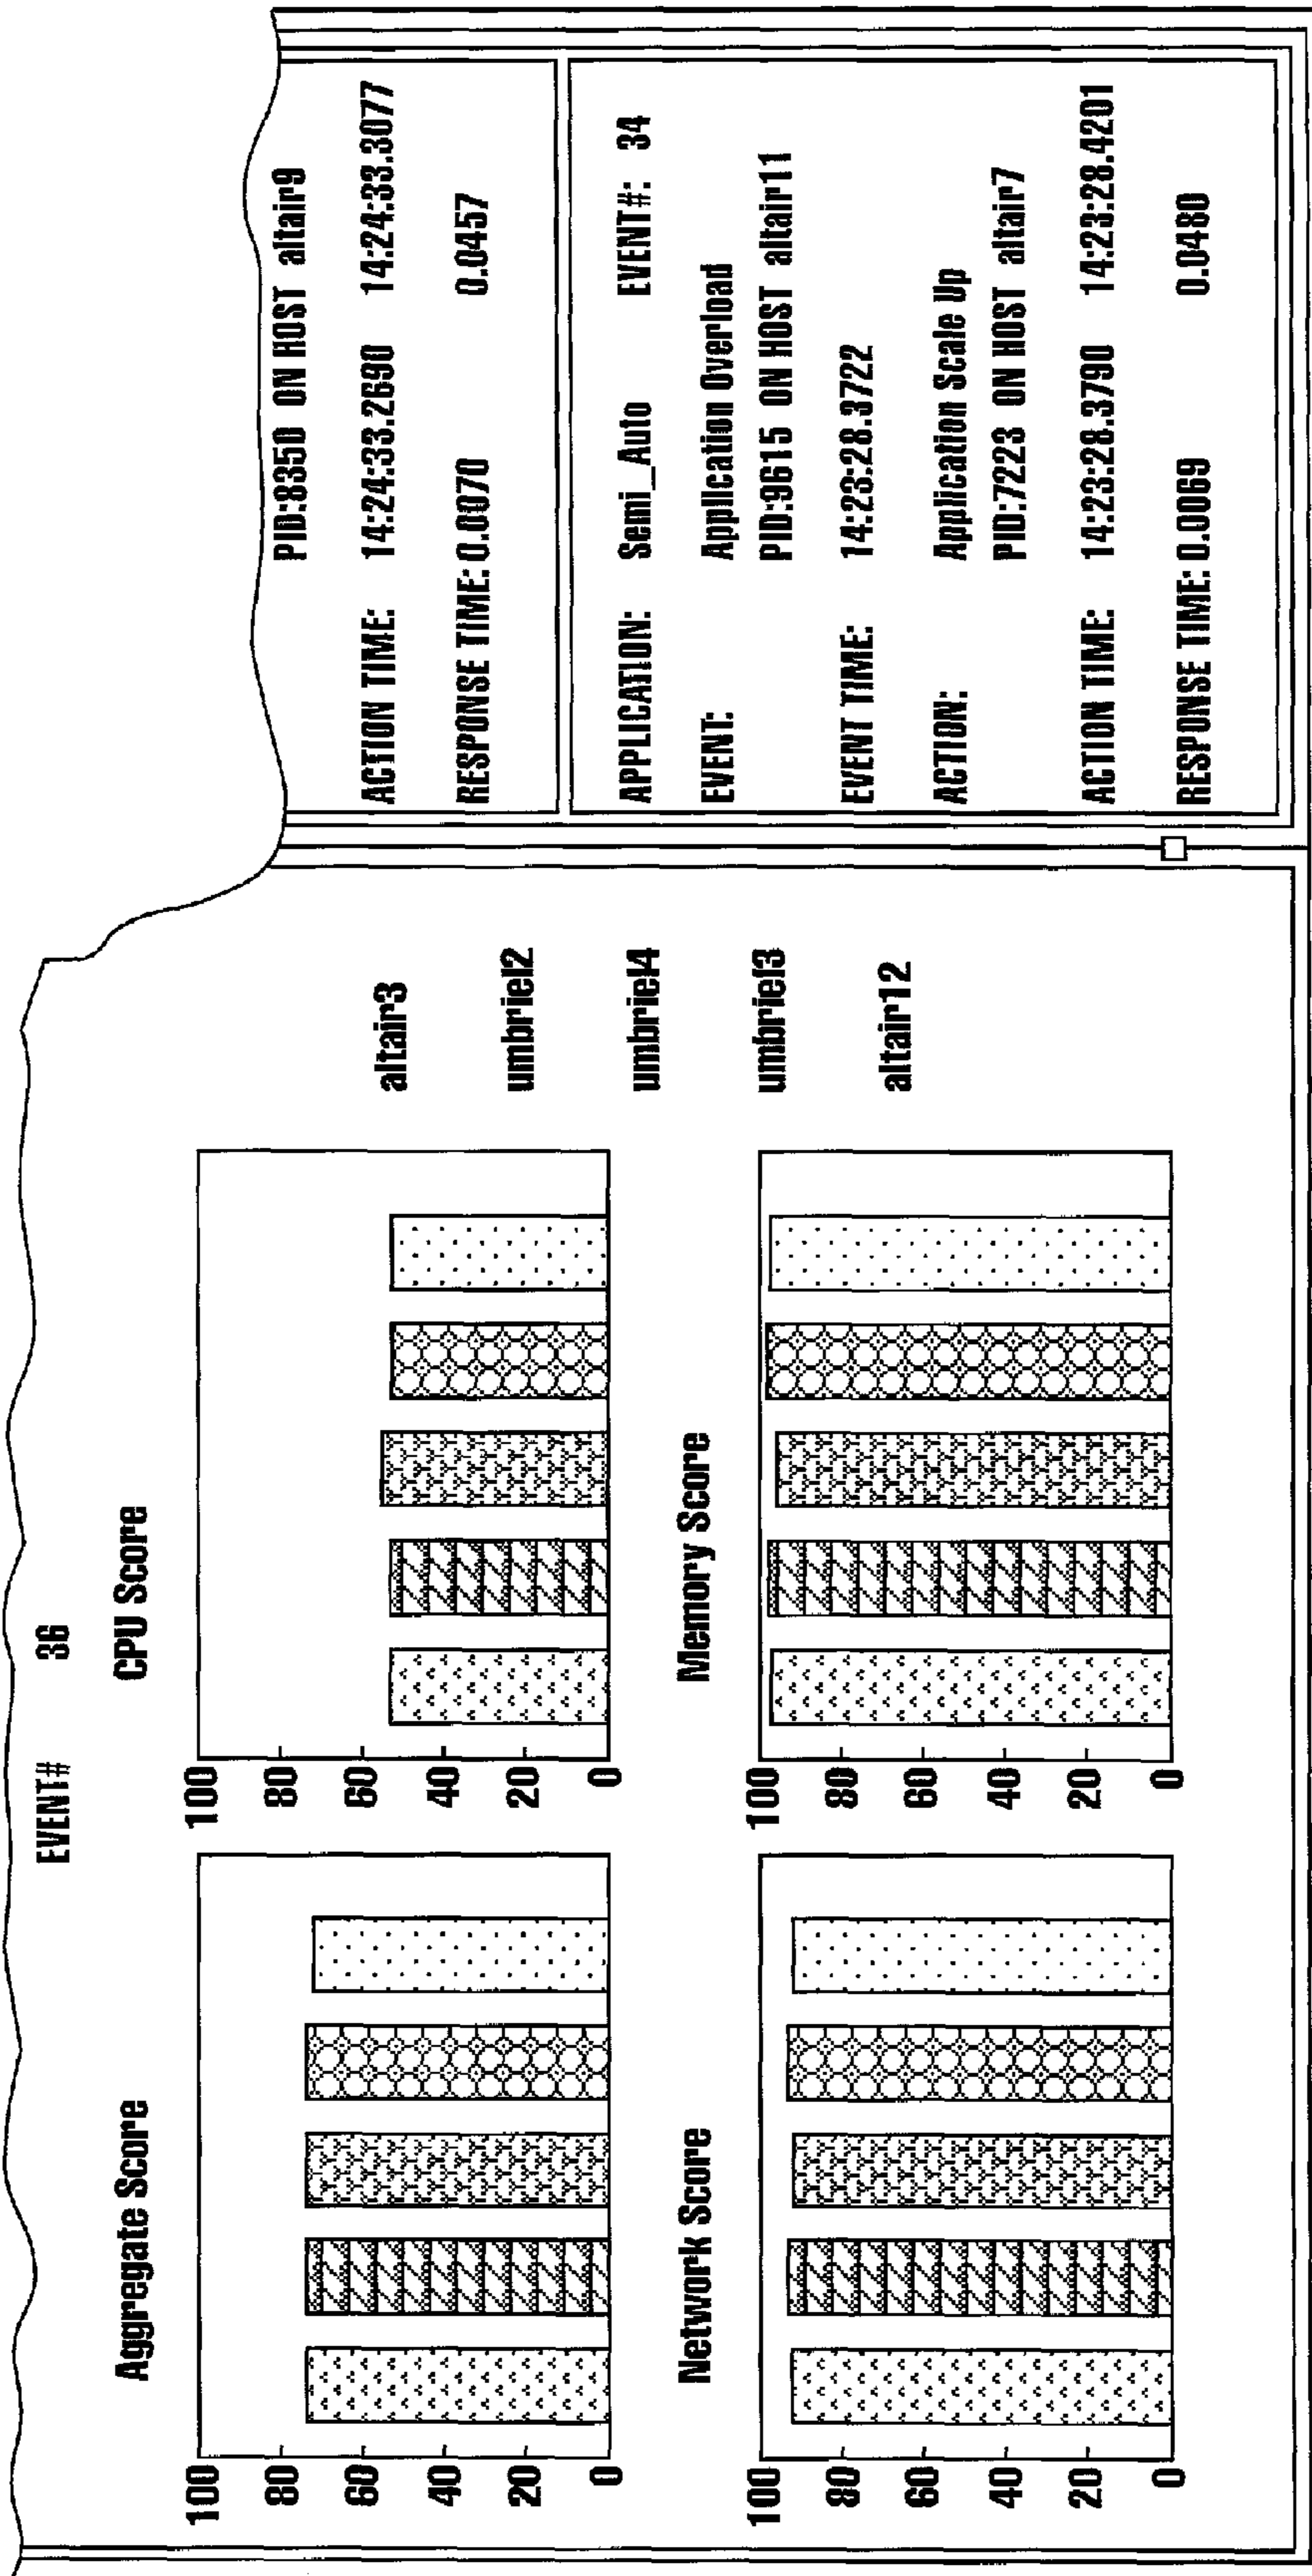 EVENT# 36
Aggregate Score
100
80
60
40
20
0
CPU Score
100
80
60
40
20
0
Network Score
100
80
60
40
20
0
Memory Score
100
80
60
40
20
0
altair3
umbriel2
umbriel4
umbriel3
altair12
PID:8350 ON HOST altair9
ACTION TIME: 14:24:33.2690 14:24:33.3077
RESPONSE TIME: 0.0070 0.0457
APPLICATION: Semi_Auto EVENT#: 34
EVENT: Application Overload
PID:9615 ON HOST altair11
EVENT TIME: 14:23:28.3722
ACTION: Application Scale Up
PID:7223 ON HOST altair7
ACTION TIME: 14:23:28.3790 14:23:28.4201
RESPONSE TIME: 0.0069 0.0480